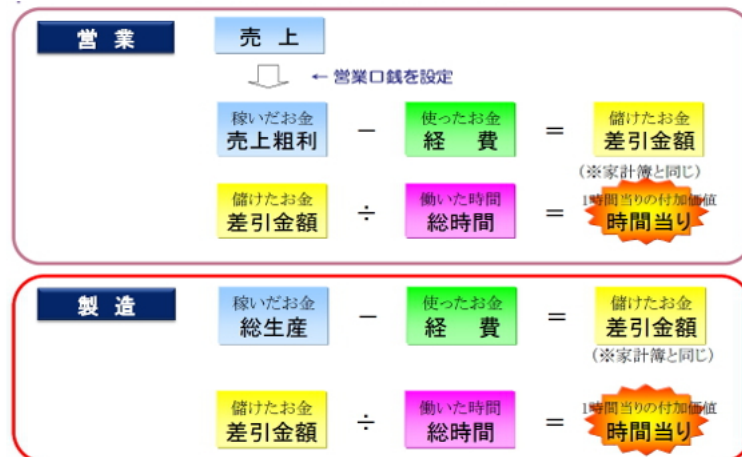 営業
売上
← 営業口銭を設定
稼いだお金
売上粗利
－
使ったお金
経費
＝
儲けたお金
差引金額
（※家計簿と同じ）
儲けたお金
差引金額
÷
働いた時間
総時間
＝
1時間当りの付加価値
時間当り
製造
稼いだお金
総生産
－
使ったお金
経費
＝
儲けたお金
差引金額
（※家計簿と同じ）
儲けたお金
差引金額
÷
働いた時間
総時間
＝
1時間当りの付加価値
時間当り